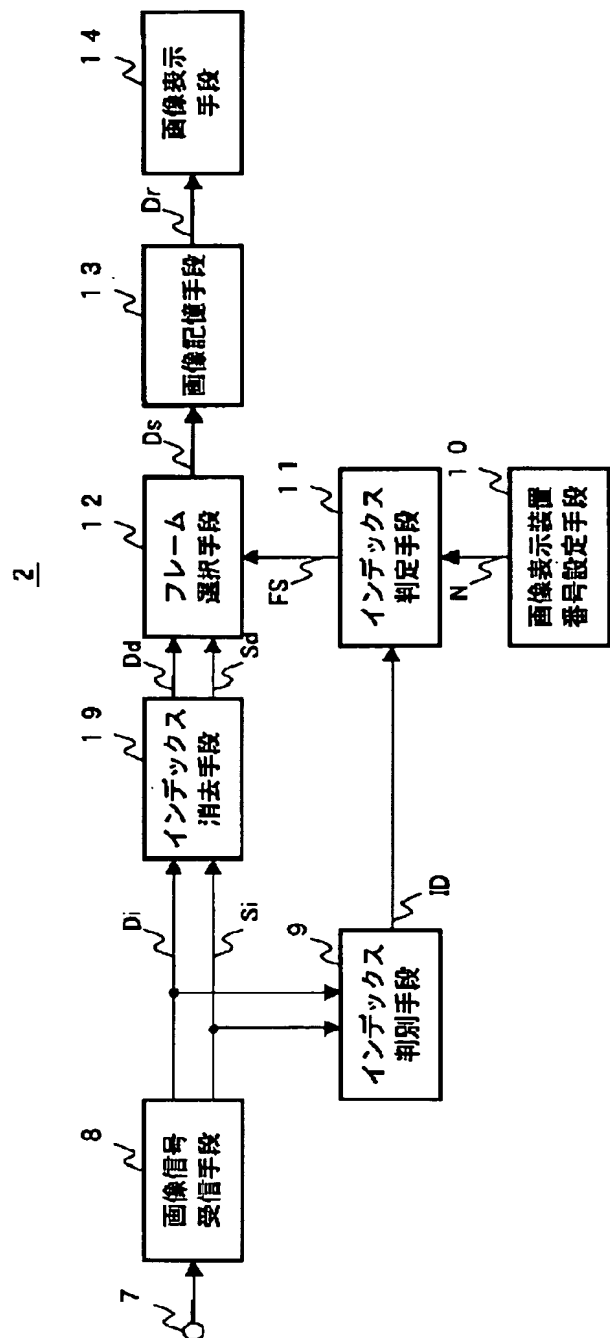 2
7
8
画像信号
受信手段
Di
Si
9
インデックス
判別手段
ID
19
インデックス
消去手段
Dd
Sd
12
フレーム
選択手段
FS
11
インデックス
判定手段
N
10
画像表示装置
番号設定手段
Ds
13
画像記憶手段
Dr
14
画像表示
手段